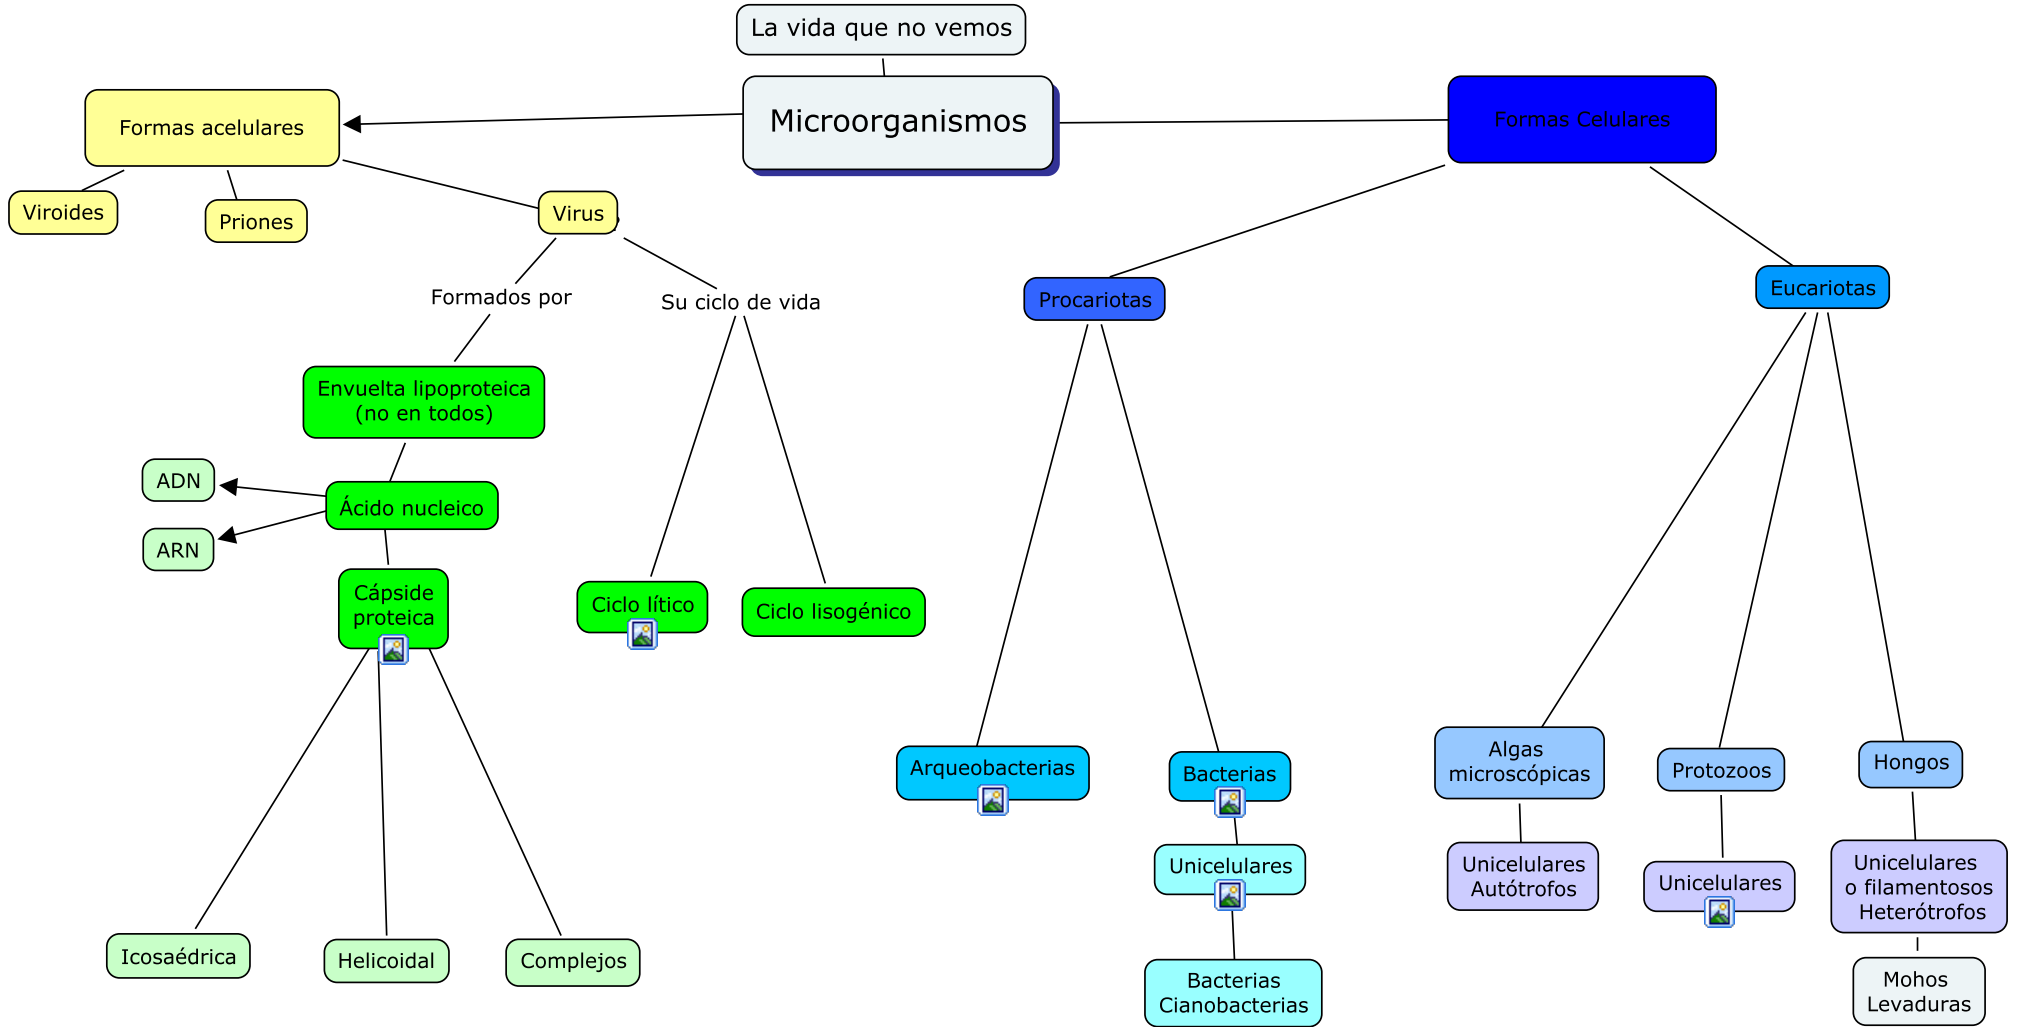 La vida que no vemos
Microorganismos
Formas acelulares
Formas Celulares
Viroides
Priones
Virus
Formados por
Su ciclo de vida
Procariotas
Eucariotas
Envuelta lipoproteica
(no en todos)
ADN
Ácido nucleico
ARN
Cápside
proteica
Ciclo lítico
Ciclo lisogénico
Icosaédrica
Helicoidal
Complejos
Arqueobacterias
Bacterias
Unicelulares
Bacterias
Cianobacterias
Algas
microscópicas
Unicelulares
Autótrofos
Protozoos
Unicelulares
Hongos
Unicelulares
o filamentosos
Heterótrofos
Mohos
Levaduras